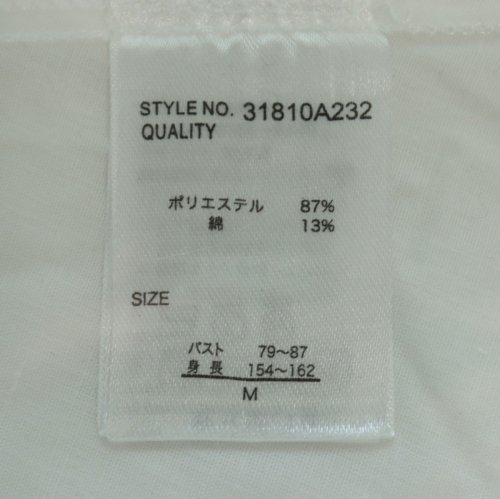 STYLE NO. 31810A232
QUALITY
ポリエステル 87%
綿 13%
SIZE
バスト 79~87
身長 154~162
M